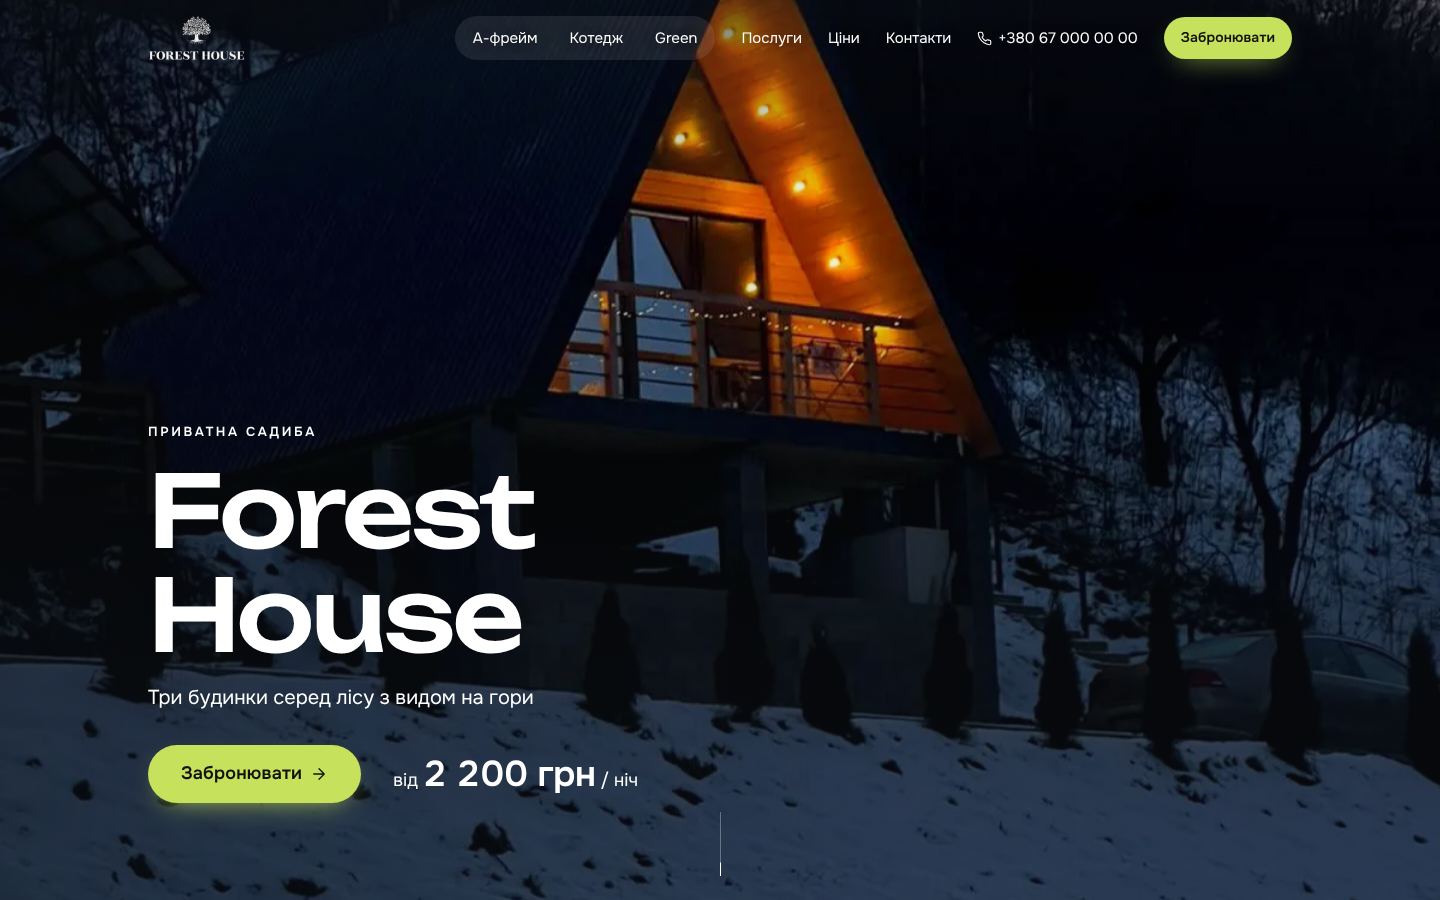 FOREST HOUSE
А-фрейм Котедж Green Послуги Ціни Контакти +380 67 000 00 00 Забронювати
ПРИВАТНА САДИБА
Forest
House
Три будинки серед лісу з видом на гори
Забронювати → від 2 200 грн / ніч